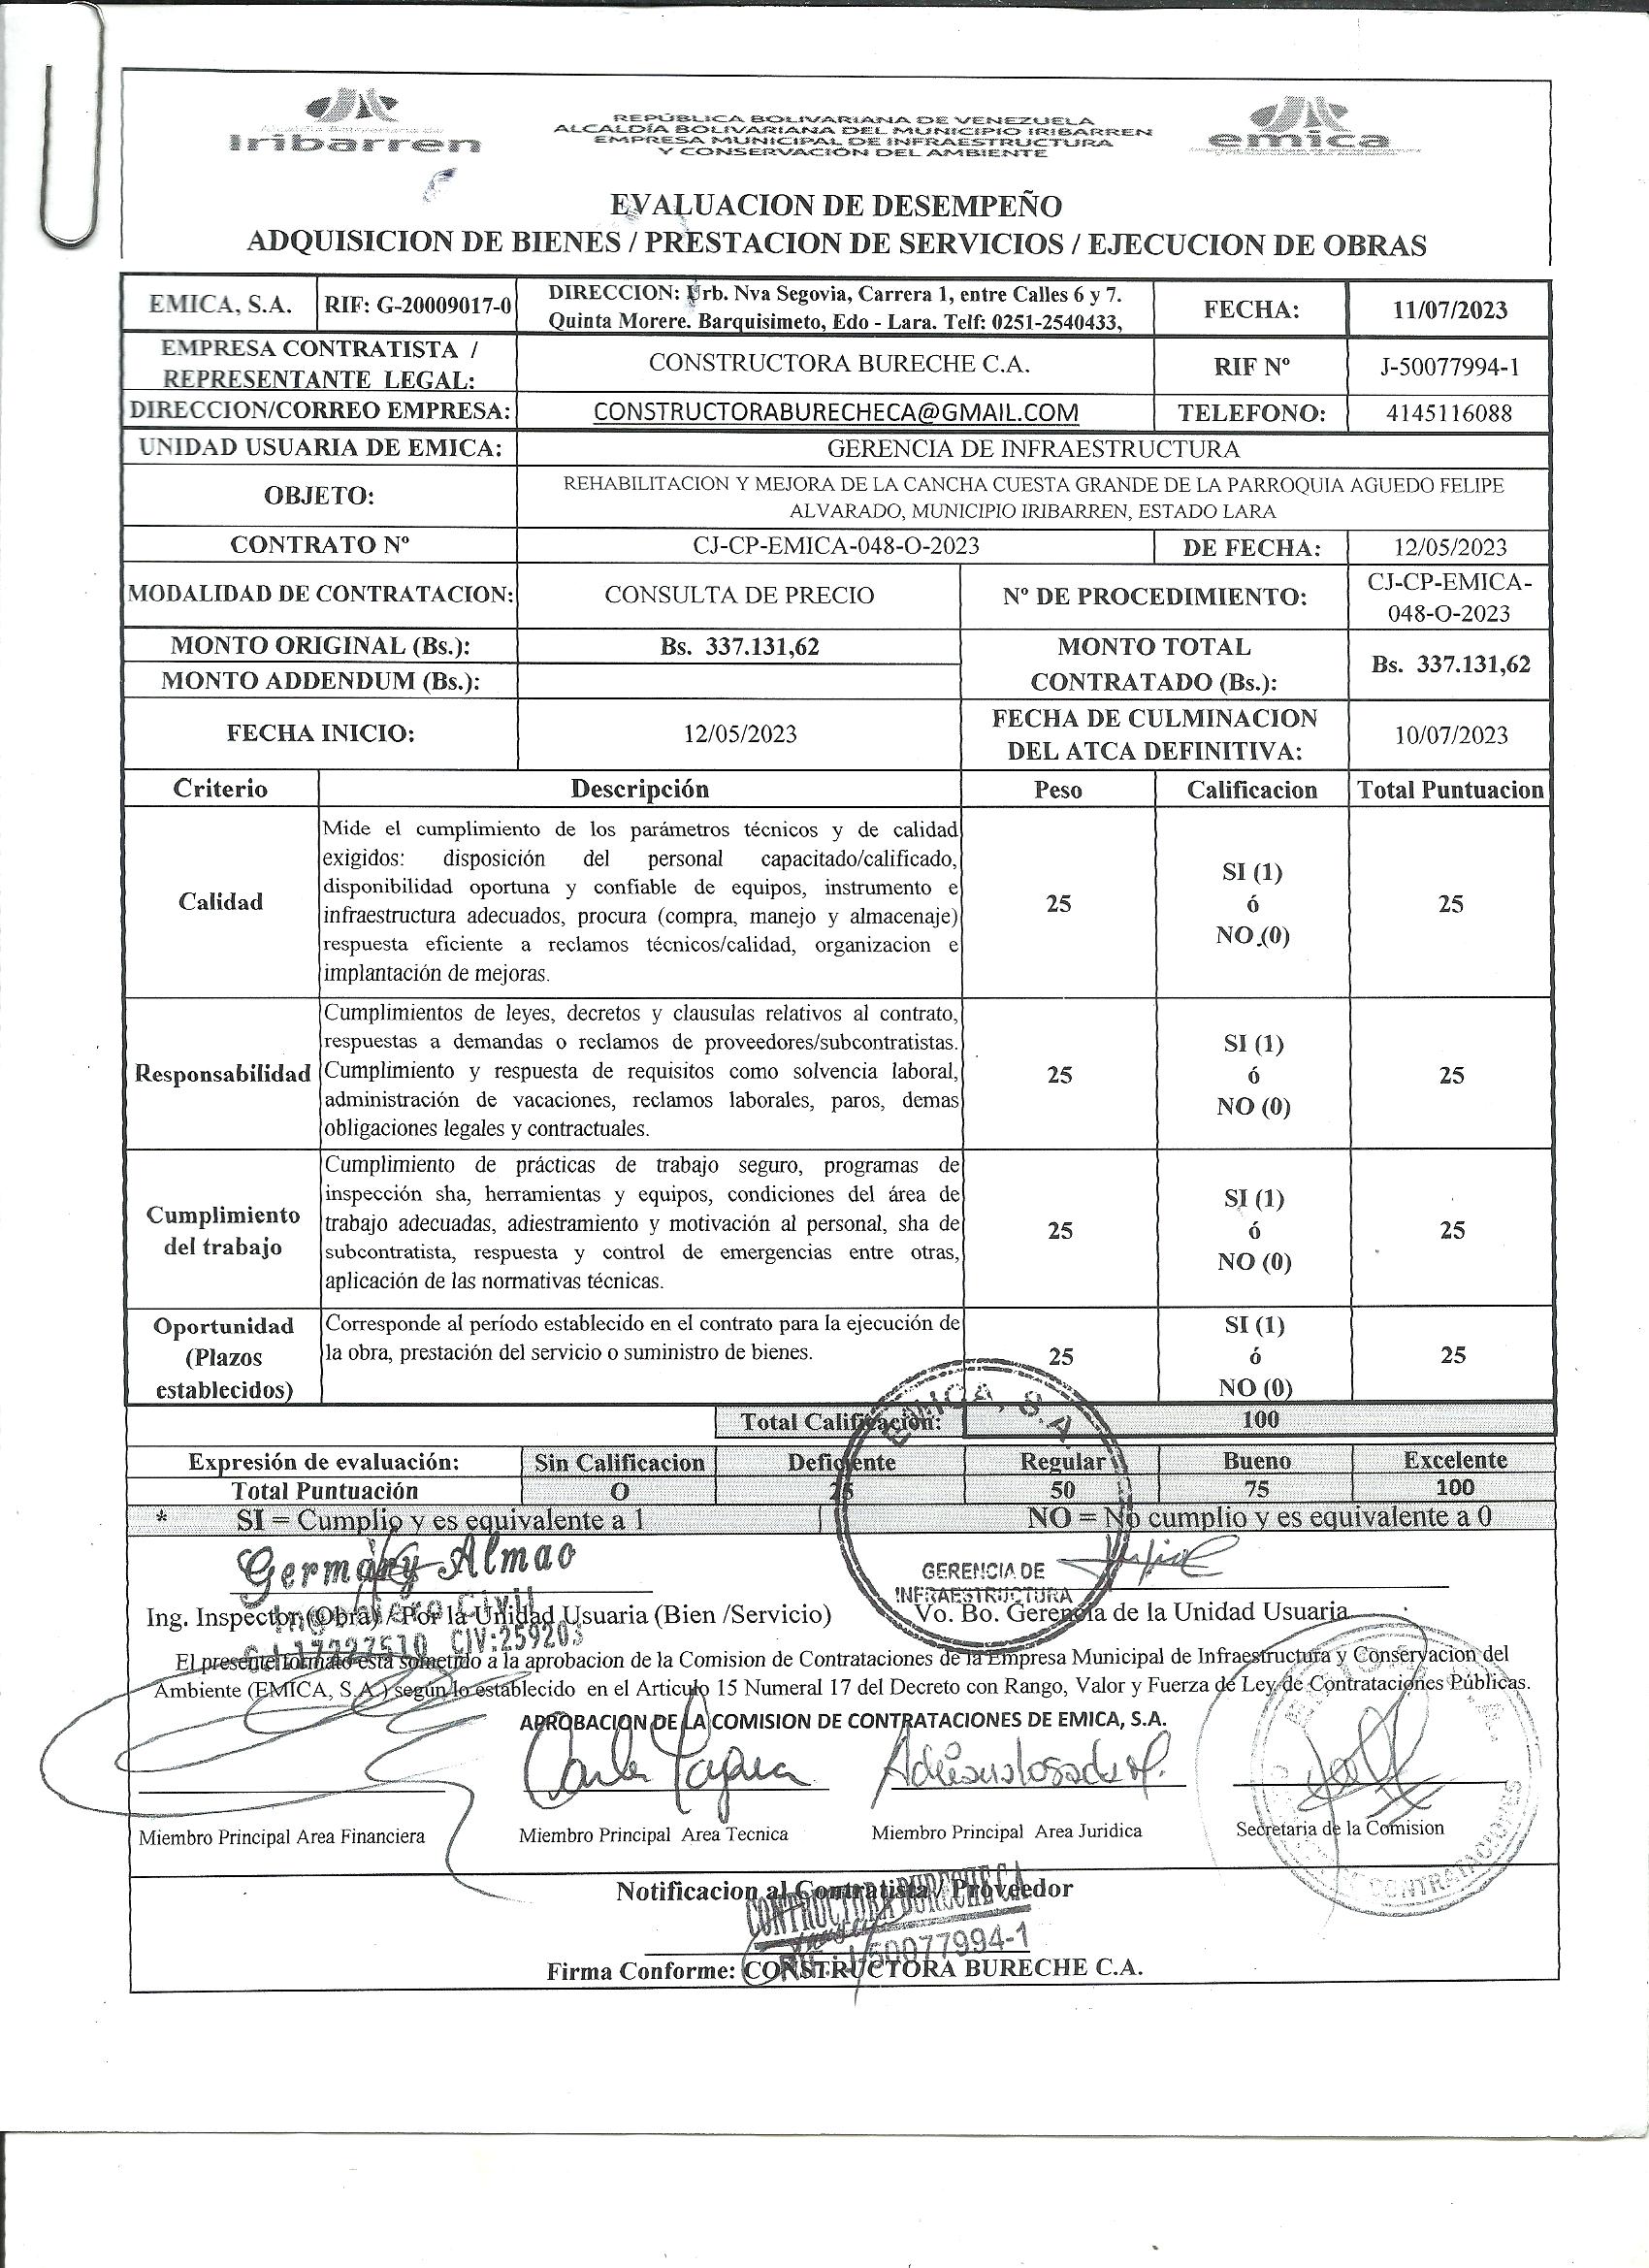 Iribarren
REPÚBLICA BOLIVARIANA DE VENEZUELA
ALCALDÍA BOLIVARIANA DEL MUNICIPIO IRIBARREN
EMPRESA MUNICIPAL DE INFRAESTRUCTURA
Y CONSERVACIÓN DEL AMBIENTE
emica
EVALUACION DE DESEMPEÑO
ADQUISICION DE BIENES / PRESTACION DE SERVICIOS / EJECUCION DE OBRAS
EMICA, S.A.
RIF: G-20009017-0
DIRECCION: Urb. Nva Segovia, Carrera 1, entre Calles 6 y 7.
Quinta Morere. Barquisimeto, Edo - Lara. Telf: 0251-2540433,
FECHA:
11/07/2023
EMPRESA CONTRATISTA /
REPRESENTANTE LEGAL:
CONSTRUCTORA BURECHE C.A.
RIF Nº
J-50077994-1
DIRECCION/CORREO EMPRESA:
CONSTRUCTORABURECHECA@GMAIL.COM
TELEFONO:
4145116088
UNIDAD USUARIA DE EMICA:
GERENCIA DE INFRAESTRUCTURA
OBJETO:
REHABILITACION Y MEJORA DE LA CANCHA CUESTA GRANDE DE LA PARROQUIA AGUEDO FELIPE
ALVARADO, MUNICIPIO IRIBARREN, ESTADO LARA
CONTRATO Nº
CJ-CP-EMICA-048-O-2023
DE FECHA:
12/05/2023
MODALIDAD DE CONTRATACION:
CONSULTA DE PRECIO
Nº DE PROCEDIMIENTO:
CJ-CP-EMICA-
048-O-2023
MONTO ORIGINAL (Bs.):
Bs. 337.131,62
MONTO TOTAL
CONTRATADO (Bs.):
Bs. 337.131,62
MONTO ADDENDUM (Bs.):
FECHA INICIO:
12/05/2023
FECHA DE CULMINACION
DEL ATCA DEFINITIVA:
10/07/2023
Criterio
Descripción
Peso
Calificacion
Total Puntuacion
Calidad
Mide el cumplimiento de los parámetros técnicos y de calidad
exigidos: disposición del personal capacitado/calificado,
disponibilidad oportuna y confiable de equipos, instrumento e
infraestructura adecuados, procura (compra, manejo y almacenaje)
respuesta eficiente a reclamos técnicos/calidad, organizacion e
implantación de mejoras.
25
SI (1)
ó
NO (0)
25
Responsabilidad
Cumplimientos de leyes, decretos y clausulas relativos al contrato,
respuestas a demandas o reclamos de proveedores/subcontratistas.
Cumplimiento y respuesta de requisitos como solvencia laboral,
administración de vacaciones, reclamos laborales, paros, demas
obligaciones legales y contractuales.
25
SI (1)
ó
NO (0)
25
Cumplimiento
del trabajo
Cumplimiento de prácticas de trabajo seguro, programas de
inspección sha, herramientas y equipos, condiciones del área de
trabajo adecuadas, adiestramiento y motivación al personal, sha de
subcontratista, respuesta y control de emergencias entre otras,
aplicación de las normativas técnicas.
25
SI (1)
ó
NO (0)
25
Oportunidad
(Plazos
establecidos)
Corresponde al período establecido en el contrato para la ejecución de
la obra, prestación del servicio o suministro de bienes.
25
SI (1)
ó
NO (0)
25
Total Calificacion:
100
EMICA, S.A.
Expresión de evaluación:
Sin Calificacion
Deficiente
Regular
Bueno
Excelente
Total Puntuación
O
25
50
75
100
* SI = Cumplio y es equivalente a 1
NO = No cumplio y es equivalente a 0
Germary Almao
Ingeniero Civil
CIV:259203
GERENCIA DE
INFRAESTRUCTURA
Ing. Inspector (Obra) / Por la Unidad Usuaria (Bien /Servicio)
Vo. Bo. Gerencia de la Unidad Usuaria
El presente formato está sometido a la aprobacion de la Comision de Contrataciones de la Empresa Municipal de Infraestructura y Conservacion del
Ambiente (EMICA, S.A.) según lo establecido en el Articulo 15 Numeral 17 del Decreto con Rango, Valor y Fuerza de Ley de Contrataciones Públicas.
APROBACION DE LA COMISION DE CONTRATACIONES DE EMICA, S.A.
Miembro Principal Area Financiera
Miembro Principal Area Tecnica
Miembro Principal Area Juridica
Secretaria de la Comision
CONTRATACIONES
Notificacion al Contratista / Proveedor
CONTRUCTORA BURECHE CA
J-50077994-1
Firma Conforme: CONSTRUCTORA BURECHE C.A.